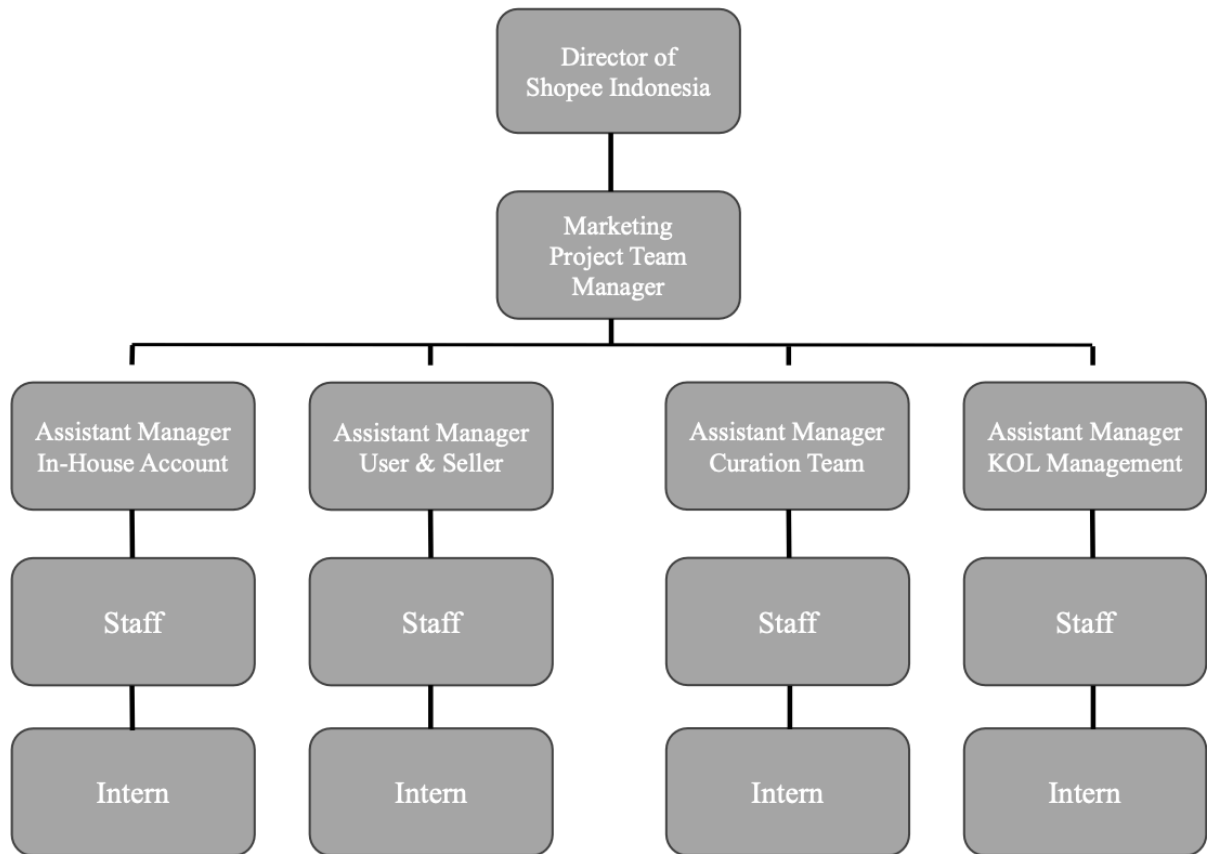 Director of
Shopee Indonesia
Marketing
Project Team
Manager
Assistant Manager
In-House Account
Assistant Manager
User & Seller
Assistant Manager
Curation Team
Assistant Manager
KOL Management
Staff
Staff
Staff
Staff
Intern
Intern
Intern
Intern